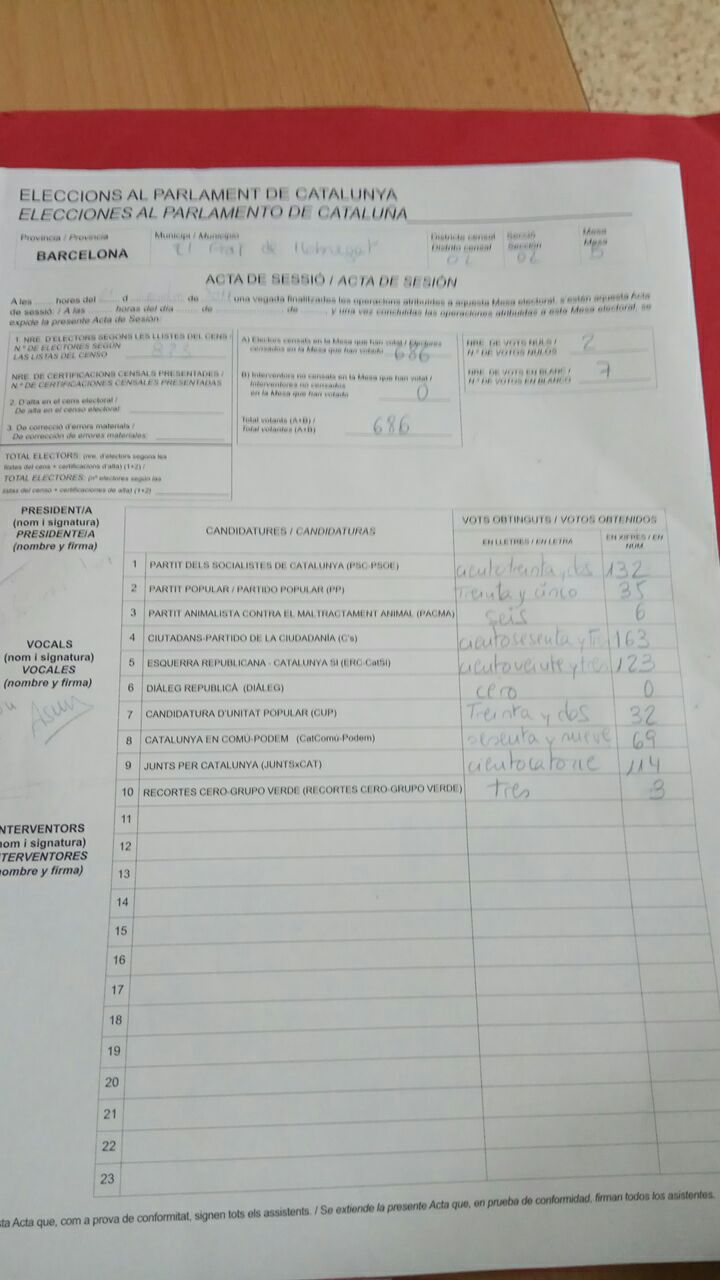 ELECCIONS AL PARLAMENT DE CATALUNYA
ELECCIONES AL PARLAMENTO DE CATALUÑA
Província / Provincia
BARCELONA
Municipi / Municipio
El Prat de Llobregat
Districte censal
Distrito censal
02
Secció
Sección
02
Mesa
Mesa
B
ACTA DE SESSIÓ / ACTA DE SESIÓN
A les ...... hores del ... d ...... de ...... una vegada finalitzades les operacions atribuïdes a aquesta Mesa electoral, s'estén aquesta Acta
de sessió: / A las ...... horas del día ...... de ...... de ...... y una vez concluidas las operaciones atribuidas a esta Mesa electoral, se
expide la presente Acta de Sesión:
1. NRE. D'ELECTORS SEGONS LES LLISTES DEL CENS /
N.º DE ELECTORES SEGÚN
LAS LISTAS DEL CENSO
NRE. DE CERTIFICACIONS CENSALS PRESENTADES /
N.º DE CERTIFICACIONES CENSALES PRESENTADAS
2. D'alta en el cens electoral /
De alta en el censo electoral:
3. De correcció d'errors materials /
De corrección de errores materiales:
TOTAL ELECTORS: (nre. d'electors segons les
llistes del cens + certificacions d'alta) (1+2) /
TOTAL ELECTORES: (nº electores según las
listas del censo + certificaciones de alta) (1+2)
A) Electors censats en la Mesa que han votat / Electores
censados en la Mesa que han votado 686
B) Interventors no censats en la Mesa que han votat /
Interventores no censados
en la Mesa que han votado 0
Total votants (A+B) /
Total votantes (A+B) 686
NRE. DE VOTS NULS /
N.º DE VOTOS NULOS 2
NRE. DE VOTS EN BLANC /
N.º DE VOTOS EN BLANCO 7
PRESIDENT/A
(nom i signatura)
PRESIDENTE/A
(nombre y firma)
VOCALS
(nom i signatura)
VOCALES
(nombre y firma)
INTERVENTORS
nom i signatura)
INTERVENTORES
nombre y firma)
CANDIDATURES / CANDIDATURAS
VOTS OBTINGUTS / VOTOS OBTENIDOS
EN LLETRES / EN LETRA
EN XIFRES / EN NÚM.
1 PARTIT DELS SOCIALISTES DE CATALUNYA (PSC-PSOE) cientotreinta y dos 132
2 PARTIT POPULAR / PARTIDO POPULAR (PP) treinta y cinco 35
3 PARTIT ANIMALISTA CONTRA EL MALTRACTAMENT ANIMAL (PACMA) seis 6
4 CIUTADANS-PARTIDO DE LA CIUDADANÍA (C's) cientosesenta y tres 163
5 ESQUERRA REPUBLICANA - CATALUNYA SÍ (ERC-CatSí) cientoveinte y tres 123
6 DIÀLEG REPUBLICÀ (DIÀLEG) cero 0
7 CANDIDATURA D'UNITAT POPULAR (CUP) Treinta y dos 32
8 CATALUNYA EN COMÚ-PODEM (CatComú-Podem) sesenta y nueve 69
9 JUNTS PER CATALUNYA (JUNTSxCAT) cientocatorce 114
10 RECORTES CERO-GRUPO VERDE (RECORTES CERO-GRUPO VERDE) tres 3
11
12
13
14
15
16
17
18
19
20
21
22
23
sta Acta que, com a prova de conformitat, signen tots els assistents. / Se extiende la presente Acta que, en prueba de conformidad, firman todos los asistentes.